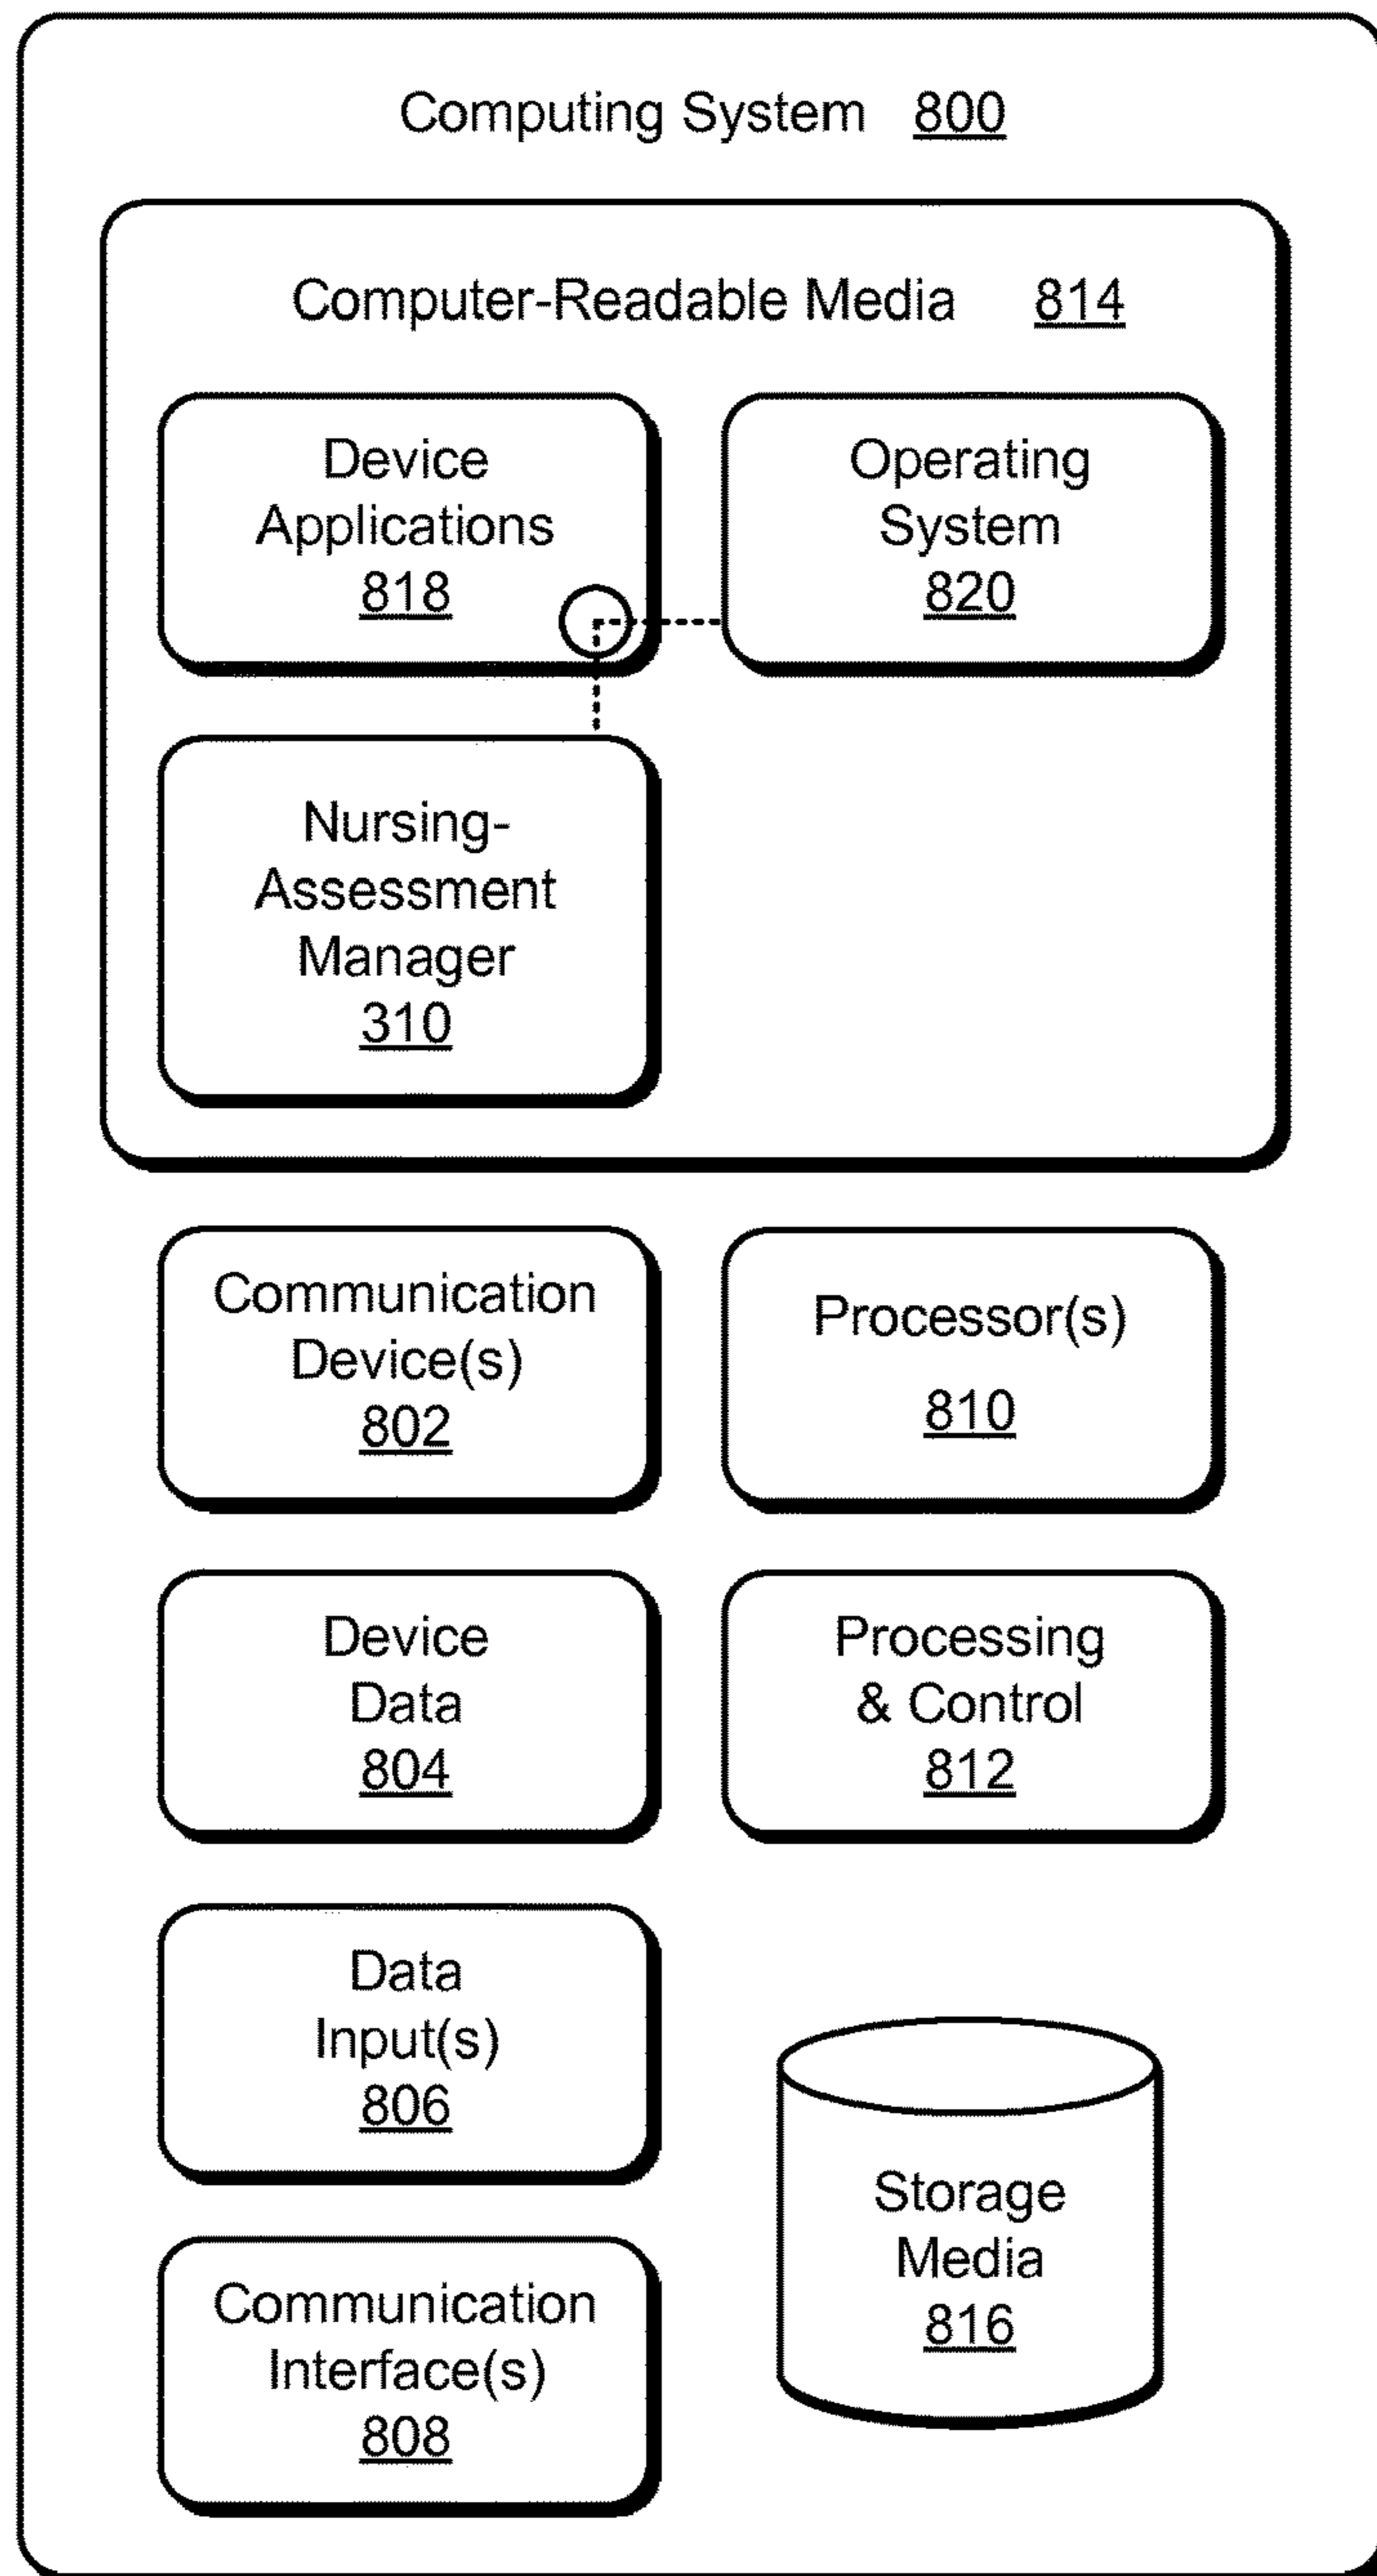 Computing System 800
Computer-Readable Media 814
Device
Applications
818
Operating
System
820
Nursing-
Assessment
Manager
310
Communication
Device(s)
802
Processor(s)
810
Device
Data
804
Processing
& Control
812
Data
Input(s)
806
Storage
Media
816
Communication
Interface(s)
808